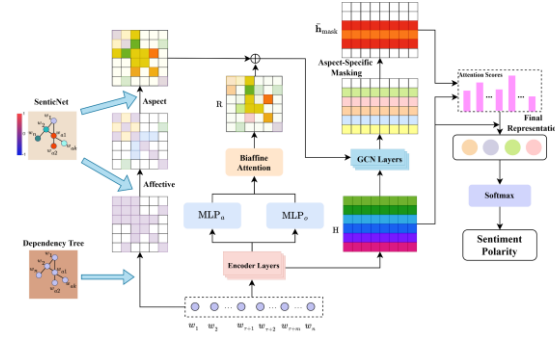 h̄mask
Aspect-Specific
Masking
Attention Scores
...
...
Final
Representatic
SenticNet
Aspect
R
Biaffine
Attention
GCN Layers
Affective
MLPa
MLPo
H
Softmax
Sentiment
Polarity
Dependency Tree
Encoder Layers
... ... ...
w1 w2 wτ+1 wτ+2 wτ+m wn